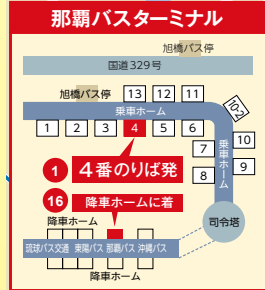 那覇バスターミナル
旭橋バス停
国道329号
旭橋バス停
13 12 11
10-2
乗車ホーム
1 2 3 4 5 6
10
7
乗車ホーム
9
8
1 4番のりば発
16 降車ホームに着
司令塔
降車ホーム
琉球バス交通 東陽バス 那覇バス 沖縄バス
降車ホーム